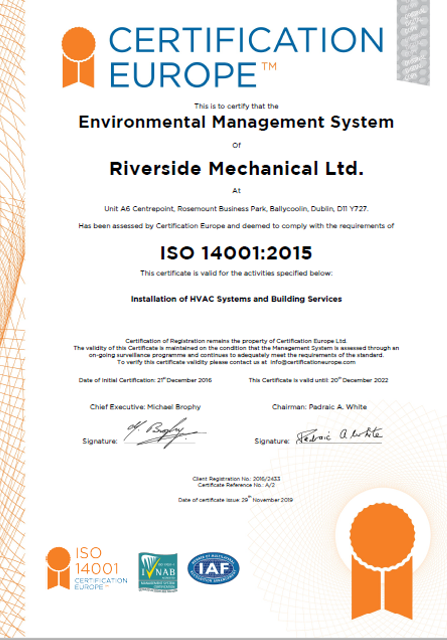 CERTIFICATION
EUROPE™
This is to certify that the
Environmental Management System
Of
Riverside Mechanical Ltd.
At
Unit A6 Centrepoint, Rosemount Business Park, Ballycoolin, Dublin, D11 Y727.
Has been assessed by Certification Europe and deemed to comply with the requirements of
ISO 14001:2015
This certificate is valid for the activities specified below:
Installation of HVAC Systems and Building Services
Certification of Registration remains the property of Certification Europe Ltd.
The validity of this Certificate is maintained on the condition that the Management System is assessed through an
on-going surveillance programme and continues to adequately meet the requirements of the standard.
To verify this certificate validity please contact us at info@certificationeurope.com
Date of Initial Certification: 21st December 2016
This Certificate is valid until: 20th December 2022
Chief Executive: Michael Brophy
Chairman: Padraic A. White
Signature: M. Brophy
Signature: Padraic A White
Client Registration No.: 2016/2433
Certificate Reference No.: A/2
Date of certificate issue: 29th November 2019
ISO
14001
CERTIFICATION
EUROPE™
NAB
IAF